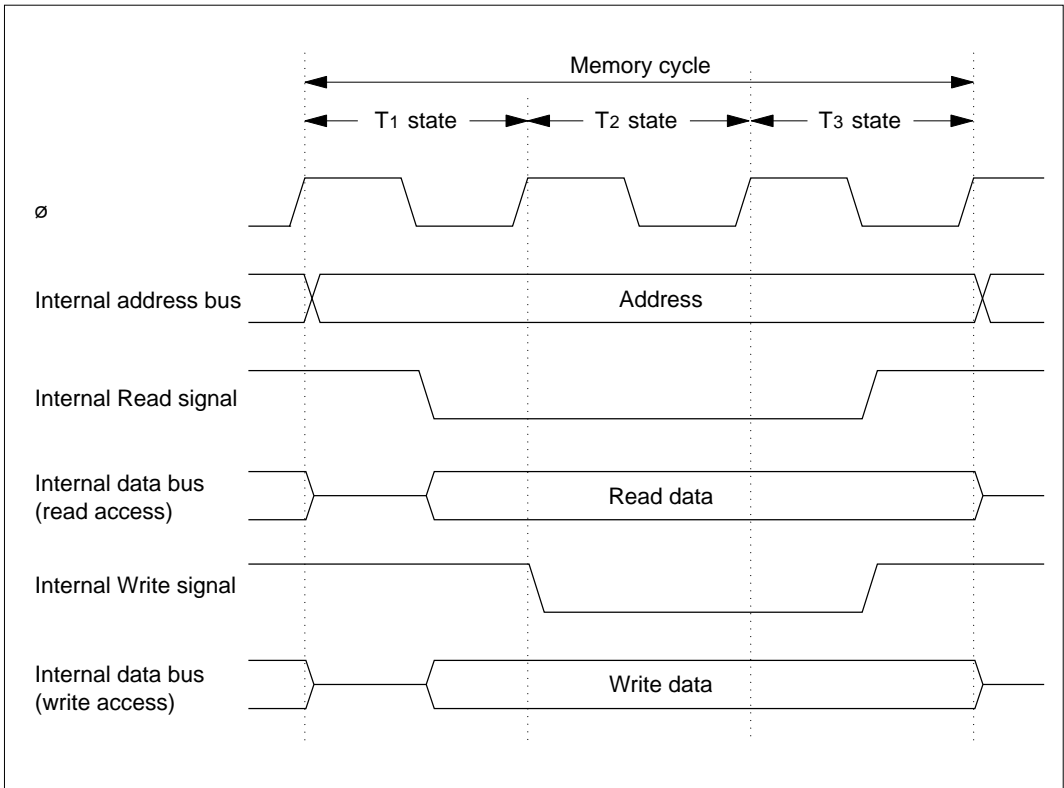 Memory cycle
T1 state
T2 state
T3 state
ø
Internal address bus
Address
Internal Read signal
Internal data bus
(read access)
Read data
Internal Write signal
Internal data bus
(write access)
Write data